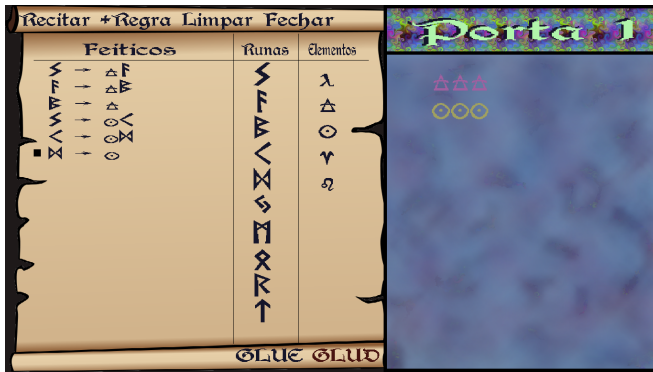 Recitar +Regra Limpar Fechar
Porta 1
Feiticos
ᛊ → 🜁ᚨ
ᚨ → 🜁ᛒ
ᛒ → 🜁
ᛊ → ☉ᚲ
ᚲ → ☉ᛞ
■ ᛞ → ☉
Runas
ᛊ
ᚨ
ᛒ
ᚲ
ᛞ
ᛃ
ᛗ
ᛟ
ᚱ
ᛏ
Elementos
λ
🜁
☉
♈
♌
🜁🜁🜁
☉☉☉
GLUE GLUD